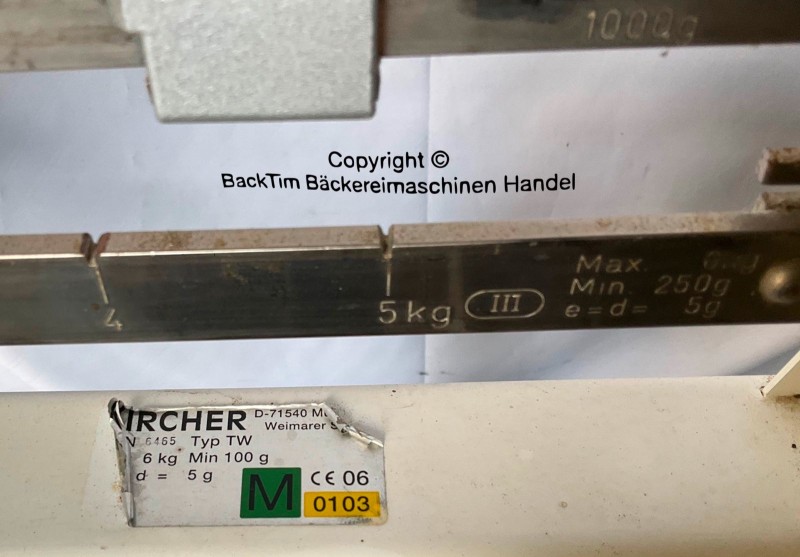 1000g
Copyright ©
BackTim Bäckereimaschinen Handel
4
5kg
III
Max.
Min. 250g
e=d= 5g
IRCHER D-71540
Weimarer
6465 Typ TW
6 kg Min 100 g
d = 5 g
M
CE 06
0103